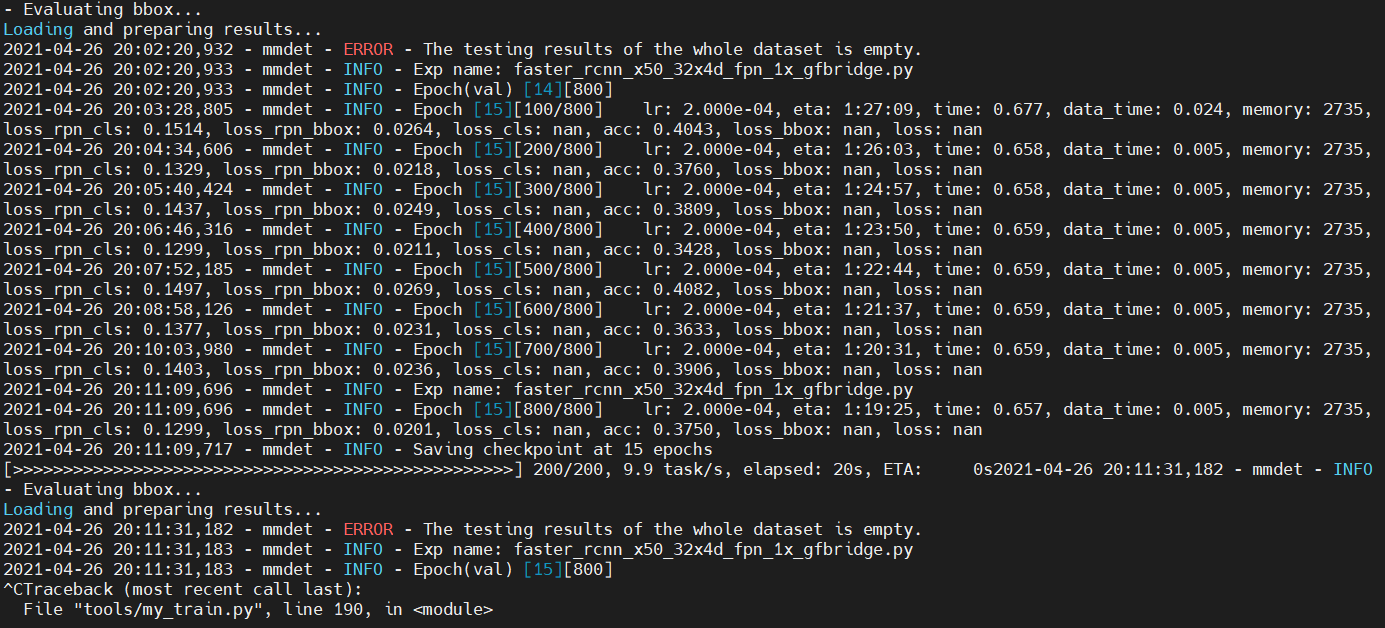 - Evaluating bbox...
Loading and preparing results...
2021-04-26 20:02:20,932 - mmdet - ERROR - The testing results of the whole dataset is empty.
2021-04-26 20:02:20,933 - mmdet - INFO - Exp name: faster_rcnn_x50_32x4d_fpn_1x_gfbridge.py
2021-04-26 20:02:20,933 - mmdet - INFO - Epoch(val) [14][800]
2021-04-26 20:03:28,805 - mmdet - INFO - Epoch [15][100/800]    lr: 2.000e-04, eta: 1:27:09, time: 0.677, data_time: 0.024, memory: 2735,
loss_rpn_cls: 0.1514, loss_rpn_bbox: 0.0264, loss_cls: nan, acc: 0.4043, loss_bbox: nan, loss: nan
2021-04-26 20:04:34,606 - mmdet - INFO - Epoch [15][200/800]    lr: 2.000e-04, eta: 1:26:03, time: 0.658, data_time: 0.005, memory: 2735,
loss_rpn_cls: 0.1329, loss_rpn_bbox: 0.0218, loss_cls: nan, acc: 0.3760, loss_bbox: nan, loss: nan
2021-04-26 20:05:40,424 - mmdet - INFO - Epoch [15][300/800]    lr: 2.000e-04, eta: 1:24:57, time: 0.658, data_time: 0.005, memory: 2735,
loss_rpn_cls: 0.1437, loss_rpn_bbox: 0.0249, loss_cls: nan, acc: 0.3809, loss_bbox: nan, loss: nan
2021-04-26 20:06:46,316 - mmdet - INFO - Epoch [15][400/800]    lr: 2.000e-04, eta: 1:23:50, time: 0.659, data_time: 0.005, memory: 2735,
loss_rpn_cls: 0.1299, loss_rpn_bbox: 0.0211, loss_cls: nan, acc: 0.3428, loss_bbox: nan, loss: nan
2021-04-26 20:07:52,185 - mmdet - INFO - Epoch [15][500/800]    lr: 2.000e-04, eta: 1:22:44, time: 0.659, data_time: 0.005, memory: 2735,
loss_rpn_cls: 0.1497, loss_rpn_bbox: 0.0269, loss_cls: nan, acc: 0.4082, loss_bbox: nan, loss: nan
2021-04-26 20:08:58,126 - mmdet - INFO - Epoch [15][600/800]    lr: 2.000e-04, eta: 1:21:37, time: 0.659, data_time: 0.005, memory: 2735,
loss_rpn_cls: 0.1377, loss_rpn_bbox: 0.0231, loss_cls: nan, acc: 0.3633, loss_bbox: nan, loss: nan
2021-04-26 20:10:03,980 - mmdet - INFO - Epoch [15][700/800]    lr: 2.000e-04, eta: 1:20:31, time: 0.659, data_time: 0.005, memory: 2735,
loss_rpn_cls: 0.1403, loss_rpn_bbox: 0.0236, loss_cls: nan, acc: 0.3906, loss_bbox: nan, loss: nan
2021-04-26 20:11:09,696 - mmdet - INFO - Exp name: faster_rcnn_x50_32x4d_fpn_1x_gfbridge.py
2021-04-26 20:11:09,696 - mmdet - INFO - Epoch [15][800/800]    lr: 2.000e-04, eta: 1:19:25, time: 0.657, data_time: 0.005, memory: 2735,
loss_rpn_cls: 0.1299, loss_rpn_bbox: 0.0201, loss_cls: nan, acc: 0.3750, loss_bbox: nan, loss: nan
2021-04-26 20:11:09,717 - mmdet - INFO - Saving checkpoint at 15 epochs
[>>>>>>>>>>>>>>>>>>>>>>>>>>>>>>>>>>>>>>>>>>>>>>>>>>] 200/200, 9.9 task/s, elapsed: 20s, ETA:     0s2021-04-26 20:11:31,182 - mmdet - INFO
- Evaluating bbox...
Loading and preparing results...
2021-04-26 20:11:31,182 - mmdet - ERROR - The testing results of the whole dataset is empty.
2021-04-26 20:11:31,183 - mmdet - INFO - Exp name: faster_rcnn_x50_32x4d_fpn_1x_gfbridge.py
2021-04-26 20:11:31,183 - mmdet - INFO - Epoch(val) [15][800]
^CTraceback (most recent call last):
  File "tools/my_train.py", line 190, in <module>